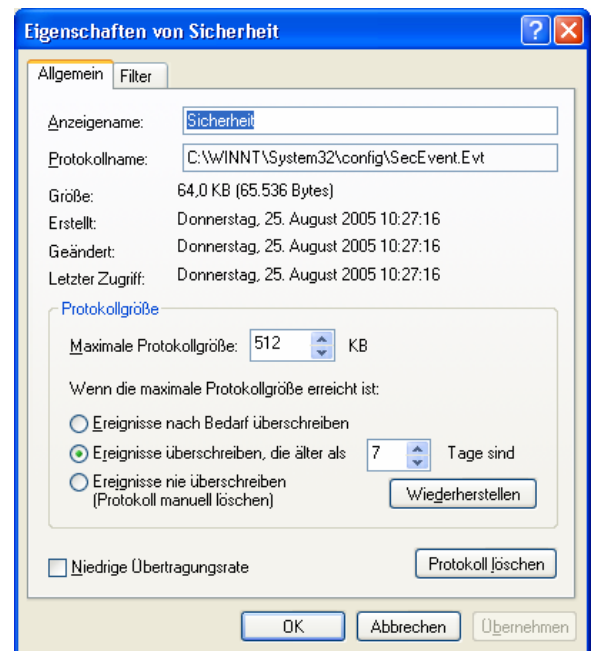 Eigenschaften von Sicherheit
Allgemein Filter
Anzeigename: Sicherheit
Protokollname: C:\WINNT\System32\config\SecEvent.Evt
Größe: 64,0 KB (65.536 Bytes)
Erstellt: Donnerstag, 25. August 2005 10:27:16
Geändert: Donnerstag, 25. August 2005 10:27:16
Letzter Zugriff: Donnerstag, 25. August 2005 10:27:16
Protokollgröße
Maximale Protokollgröße: 512 KB
Wenn die maximale Protokollgröße erreicht ist:
Ereignisse nach Bedarf überschreiben
Ereignisse überschreiben, die älter als 7 Tage sind
Ereignisse nie überschreiben
(Protokoll manuell löschen) Wiederherstellen
Niedrige Übertragungsrate Protokoll löschen
OK Abbrechen Übernehmen